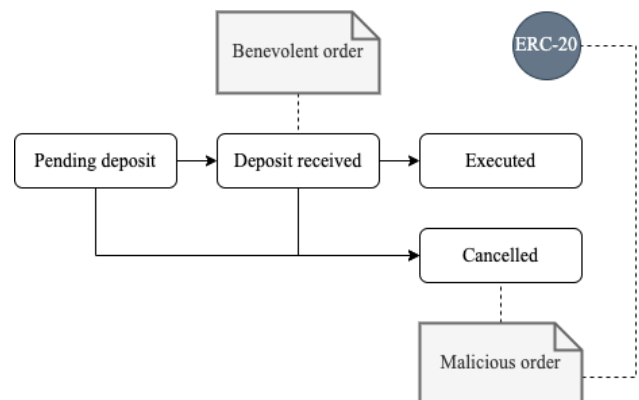 Benevolent order
ERC-20
Pending deposit
Deposit received
Executed
Cancelled
Malicious order